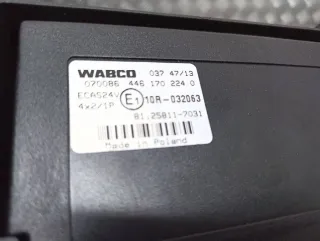 WABCO 037 47/13
070086 446 170 224 0
ECAS24V E1 10R-032063
4x2/1P
81.25811-7031
Made in Poland